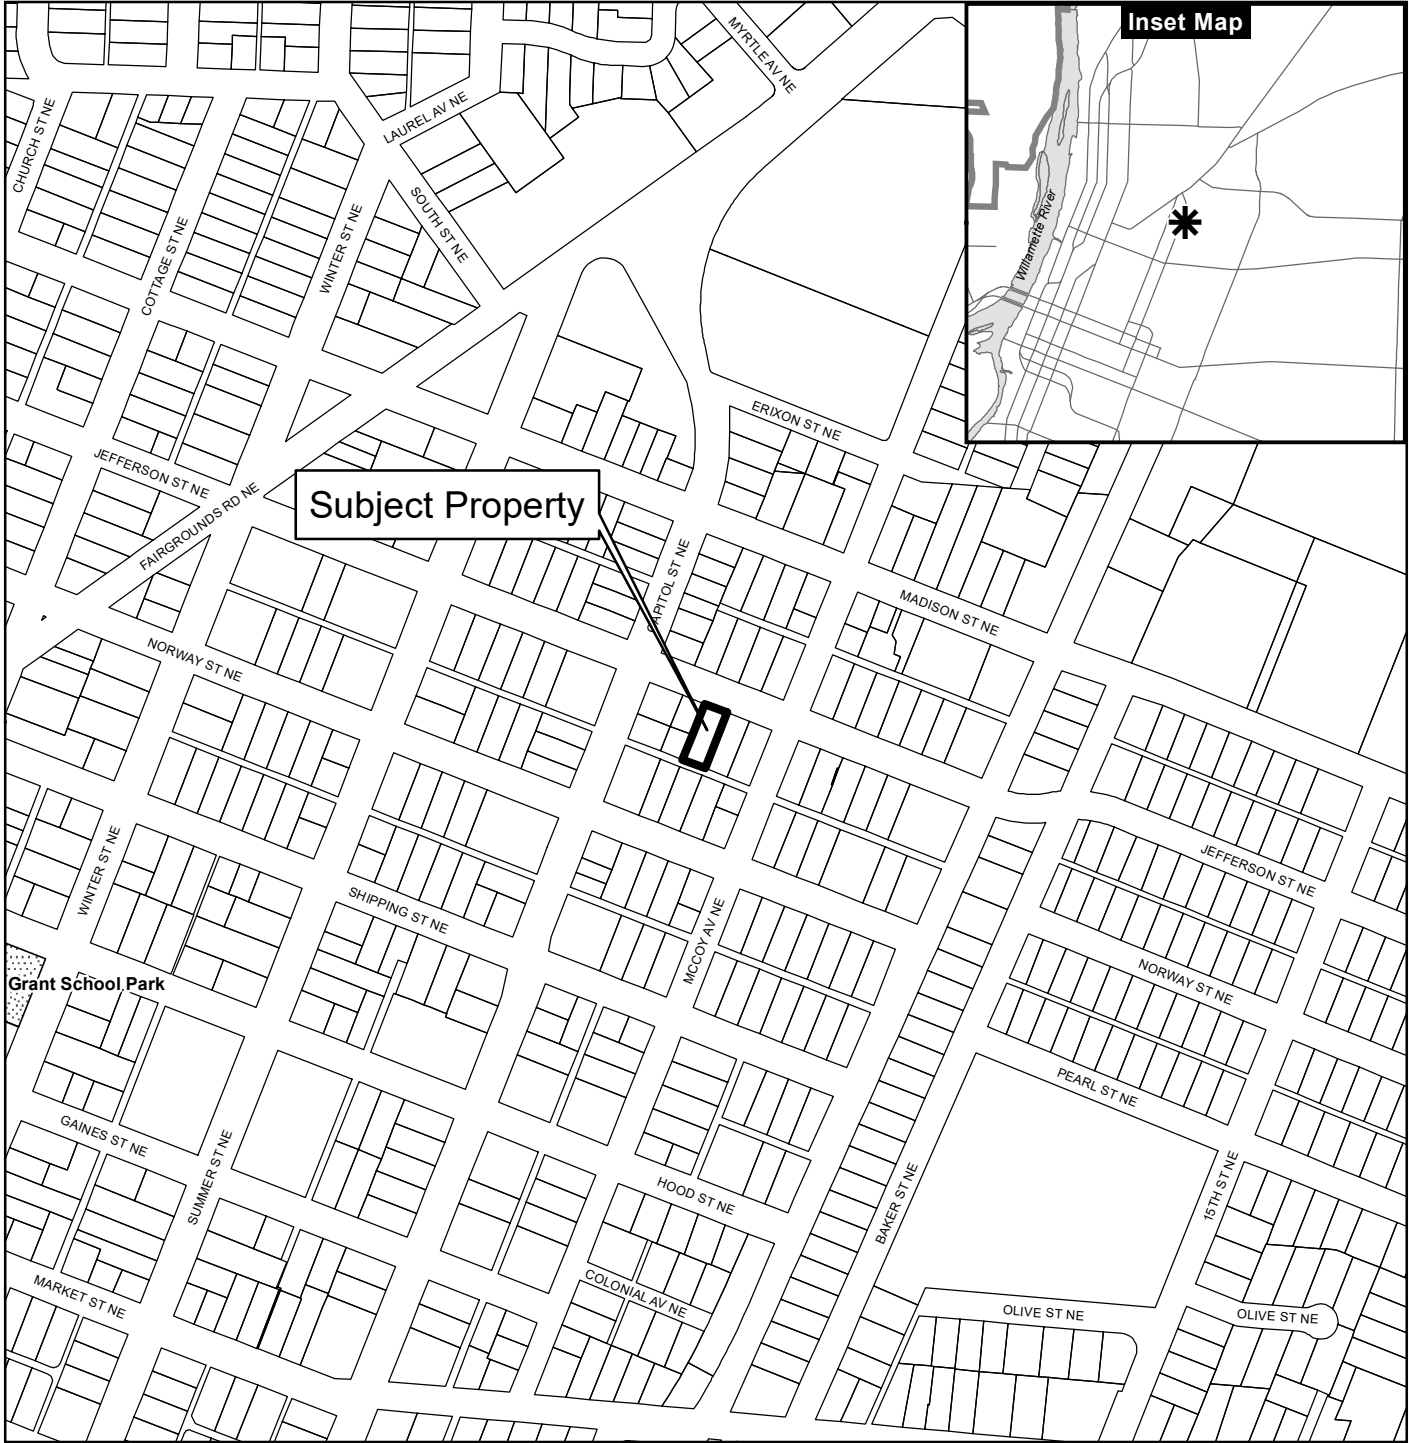 Inset Map
Willamette River
MYRTLE AV NE
LAUREL AV NE
CHURCH ST NE
SOUTH ST NE
WINTER ST NE
COTTAGE ST NE
ERIXON ST NE
JEFFERSON ST NE
FAIRGROUNDS RD NE
Subject Property
CAPITOL ST NE
MADISON ST NE
NORWAY ST NE
JEFFERSON ST NE
WINTER ST NE
SHIPPING ST NE
MCCOY AV NE
NORWAY ST NE
Grant School Park
PEARL ST NE
GAINES ST NE
SUMMER ST NE
HOOD ST NE
BAKER ST NE
15TH ST NE
COLONIAL AV NE
MARKET ST NE
OLIVE ST NE
OLIVE ST NE